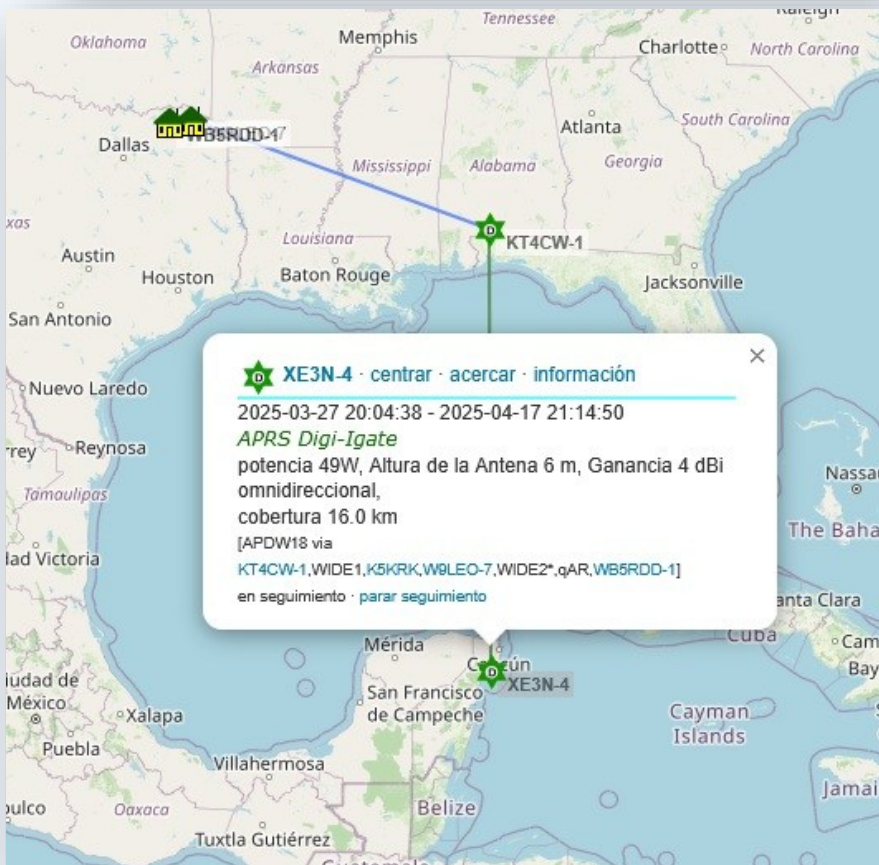 Tennessee
Raleigh
Oklahoma
Memphis
Charlotte
North Carolina
Arkansas
South Carolina
Atlanta
WB5RDD-1
Dallas
Mississippi
Alabama
Georgia
KT4CW-1
Louisiana
Austin
Houston
Baton Rouge
Jacksonville
San Antonio
XE3N-4 · centrar · acercar · información
2025-03-27 20:04:38 - 2025-04-17 21:14:50
APRS Digi-Igate
potencia 49W, Altura de la Antena 6 m, Ganancia 4 dBi
omnidireccional,
cobertura 16.0 km
[APDW18 via
KT4CW-1,WIDE1,K5KRK,W9LEO-7,WIDE2*,qAR,WB5RDD-1]
en seguimiento · parar seguimiento
Nuevo Laredo
Reynosa
Tamaulipas
dad Victoria
Nassau
The Baha
anta Clara
Cuba
Cam
Bay
Mérida
Cancún
XE3N-4
San Francisco
de Campeche
iudad de
México
Xalapa
Puebla
Cayman
Islands
Villahermosa
Jamai
Oaxaca
Belize
Tuxtla Gutiérrez